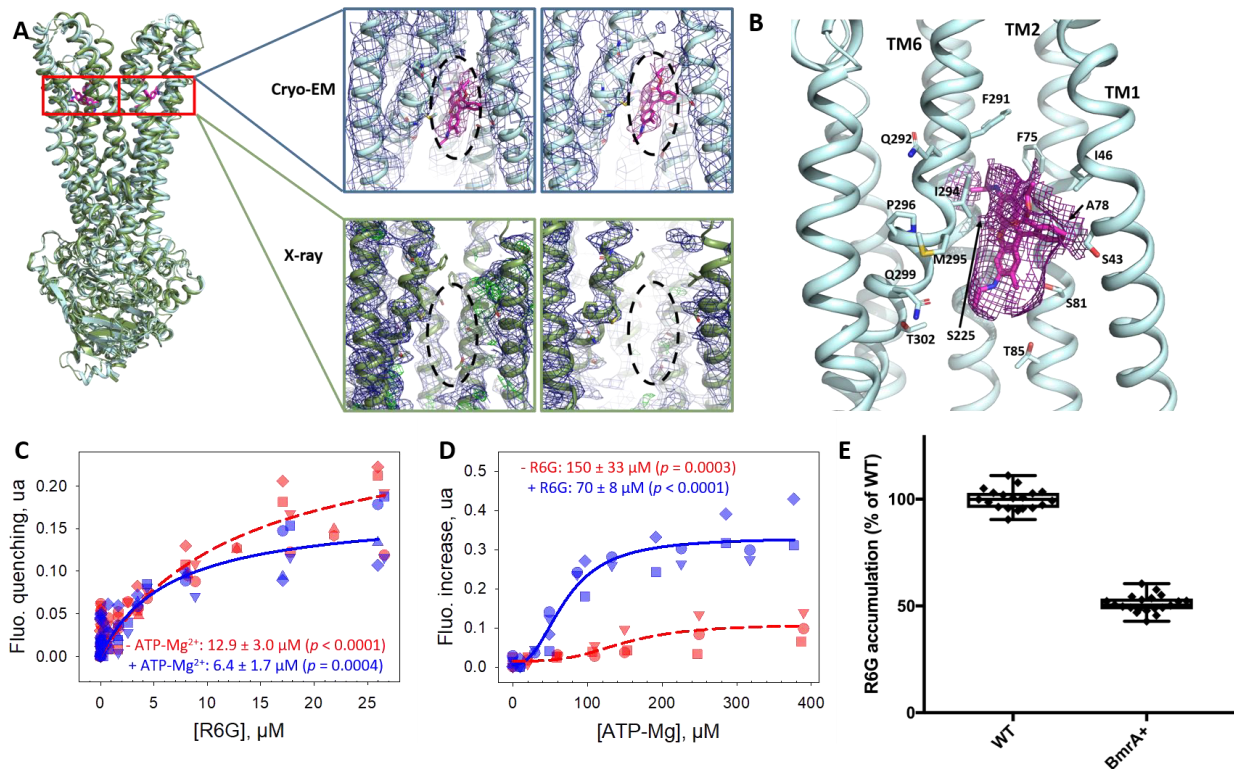 A
Cryo-EM
X-ray
B
TM6
TM2
TM1
F291
Q292
F75
I46
I294
A78
P296
S43
M295
Q299
S81
T302
S225
T85
C
Fluo. quenching, ua
0.20
0.15
0.10
0.05
0.00
- ATP-Mg²⁺: 12.9 ± 3.0 µM (p < 0.0001)
+ ATP-Mg²⁺: 6.4 ± 1.7 µM (p = 0.0004)
0 5 10 15 20 25
[R6G], µM
D
Fluo. increase, ua
- R6G: 150 ± 33 µM (p = 0.0003)
+ R6G: 70 ± 8 µM (p < 0.0001)
0.5
0.4
0.3
0.2
0.1
0.0
0 100 200 300 400
[ATP-Mg], µM
E
R6G accumulation (% of WT)
100
50
0
WT
BmrA+